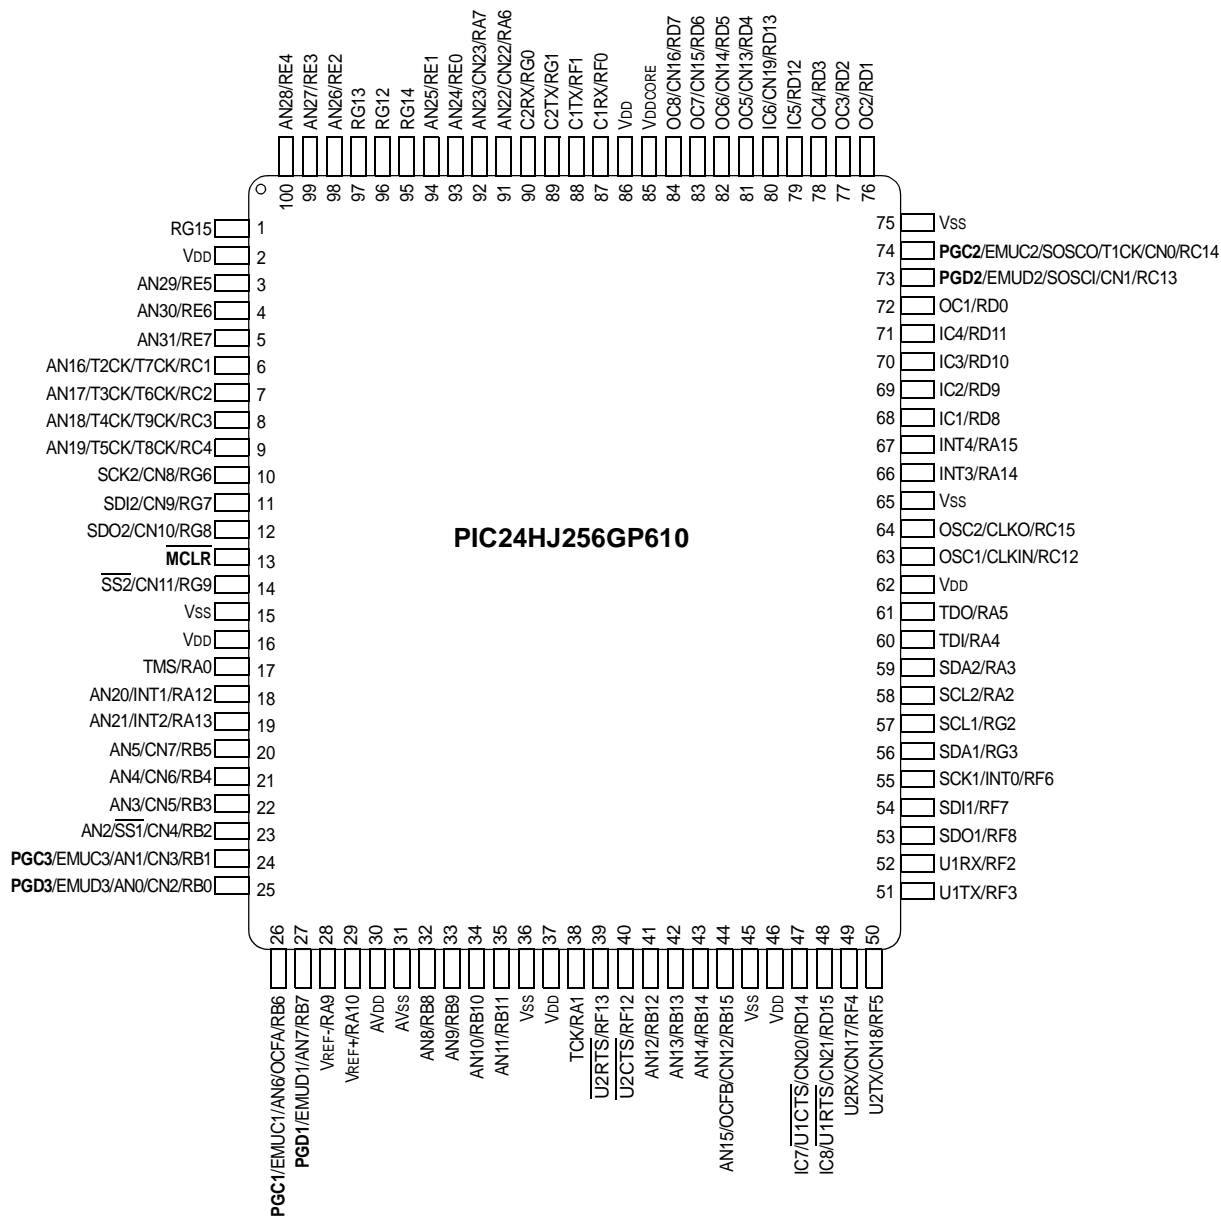 AN28/RE4
AN27/RE3
AN26/RE2
RG13
RG12
RG14
AN25/RE1
AN24/RE0
AN23/CN23/RA7
AN22/CN22/RA6
C2RX/RG0
C2TX/RG1
C1TX/RF1
C1RX/RF0
VDD
VDDCORE
OC8/CN16/RD7
OC7/CN15/RD6
OC6/CN14/RD5
OC5/CN13/RD4
IC6/CN19/RD13
IC5/RD12
OC4/RD3
OC3/RD2
OC2/RD1
100
99
98
97
96
95
94
93
92
91
90
89
88
87
86
85
84
83
82
81
80
79
78
77
76
RG15 1
VDD 2
AN29/RE5 3
AN30/RE6 4
AN31/RE7 5
AN16/T2CK/T7CK/RC1 6
AN17/T3CK/T6CK/RC2 7
AN18/T4CK/T9CK/RC3 8
AN19/T5CK/T8CK/RC4 9
SCK2/CN8/RG6 10
SDI2/CN9/RG7 11
SDO2/CN10/RG8 12
MCLR 13
SS2/CN11/RG9 14
VSS 15
VDD 16
TMS/RA0 17
AN20/INT1/RA12 18
AN21/INT2/RA13 19
AN5/CN7/RB5 20
AN4/CN6/RB4 21
AN3/CN5/RB3 22
AN2/SS1/CN4/RB2 23
PGC3/EMUC3/AN1/CN3/RB1 24
PGD3/EMUD3/AN0/CN2/RB0 25
PIC24HJ256GP610
75 VSS
74 PGC2/EMUC2/SOSCO/T1CK/CN0/RC14
73 PGD2/EMUD2/SOSCI/CN1/RC13
72 OC1/RD0
71 IC4/RD11
70 IC3/RD10
69 IC2/RD9
68 IC1/RD8
67 INT4/RA15
66 INT3/RA14
65 VSS
64 OSC2/CLKO/RC15
63 OSC1/CLKIN/RC12
62 VDD
61 TDO/RA5
60 TDI/RA4
59 SDA2/RA3
58 SCL2/RA2
57 SCL1/RG2
56 SDA1/RG3
55 SCK1/INT0/RF6
54 SDI1/RF7
53 SDO1/RF8
52 U1RX/RF2
51 U1TX/RF3
26
27
28
29
30
31
32
33
34
35
36
37
38
39
40
41
42
43
44
45
46
47
48
49
50
PGC1/EMUC1/AN6/OCFA/RB6
PGD1/EMUD1/AN7/RB7
VREF-/RA9
VREF+/RA10
AVDD
AVSS
AN8/RB8
AN9/RB9
AN10/RB10
AN11/RB11
VSS
VDD
TCK/RA1
U2RTS/RF13
U2CTS/RF12
AN12/RB12
AN13/RB13
AN14/RB14
AN15/OCFB/CN12/RB15
VSS
VDD
IC7/U1CTS/CN20/RD14
IC8/U1RTS/CN21/RD15
U2RX/CN17/RF4
U2TX/CN18/RF5